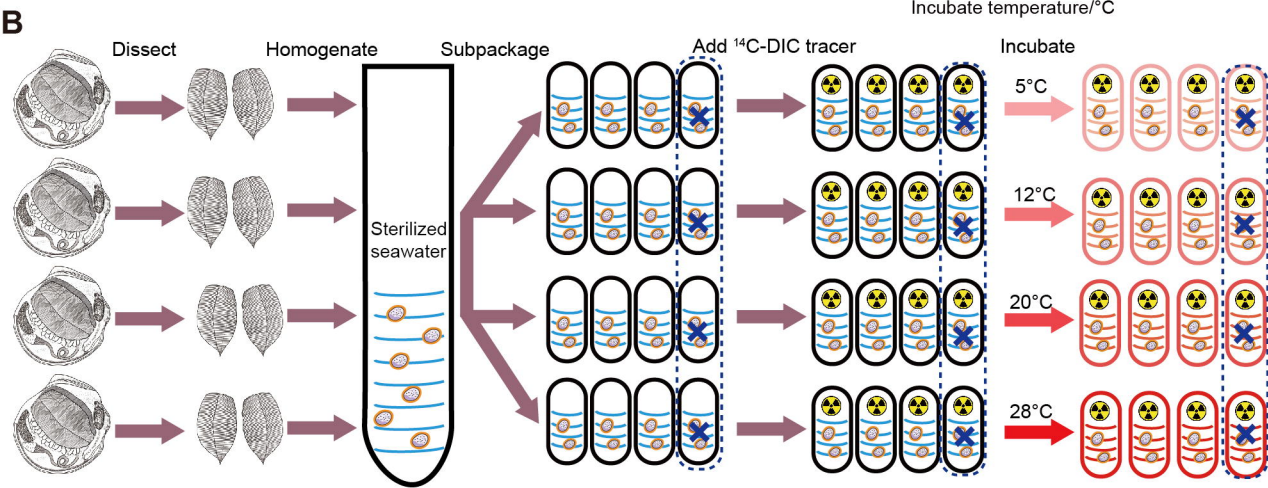 B
Incubate temperature/°C
Dissect
Homogenate
Subpackage
Add ¹⁴C-DIC tracer
Incubate
5°C
12°C
Sterilized
seawater
20°C
28°C